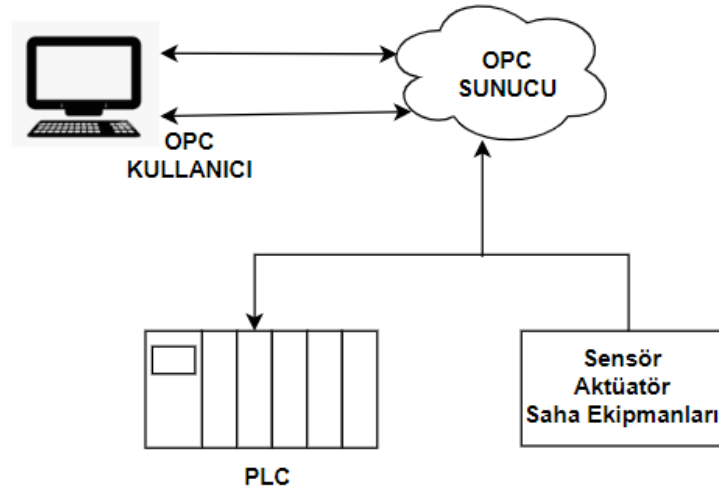 OPC
SUNUCU
OPC
KULLANICI
Sensör
Aktüatör
Saha Ekipmanları
PLC